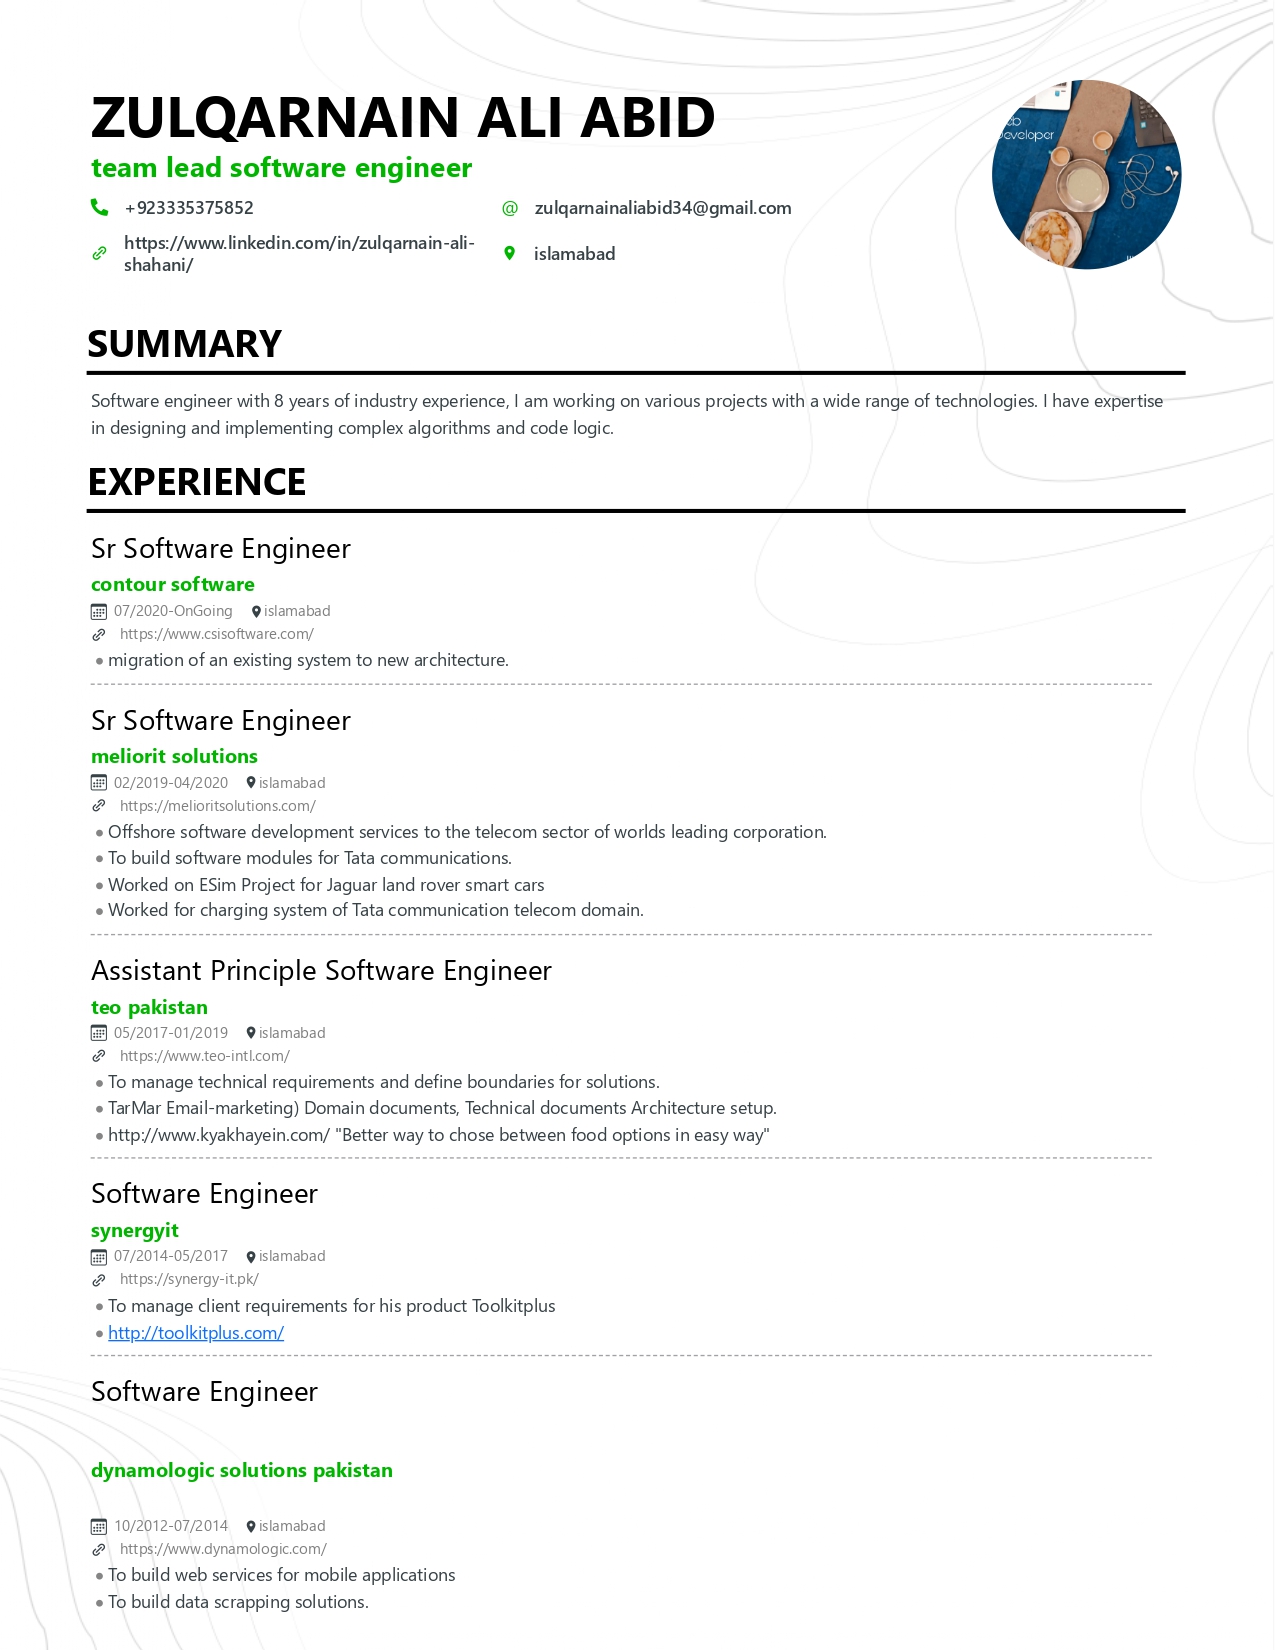 ZULQARNAIN ALI ABID
team lead software engineer
+923335375852
@ zulqarnainaliabid34@gmail.com
https://www.linkedin.com/in/zulqarnain-ali-
shahani/
islamabad
eveloper
SUMMARY
Software engineer with 8 years of industry experience, I am working on various projects with a wide range of technologies. I have expertise
in designing and implementing complex algorithms and code logic.
EXPERIENCE
Sr Software Engineer
contour software
07/2020-OnGoing islamabad
https://www.csisoftware.com/
• migration of an existing system to new architecture.
Sr Software Engineer
meliorit solutions
02/2019-04/2020 islamabad
https://melioritsolutions.com/
• Offshore software development services to the telecom sector of worlds leading corporation.
• To build software modules for Tata communications.
• Worked on ESim Project for Jaguar land rover smart cars
• Worked for charging system of Tata communication telecom domain.
Assistant Principle Software Engineer
teo pakistan
05/2017-01/2019 islamabad
https://www.teo-intl.com/
• To manage technical requirements and define boundaries for solutions.
• TarMar Email-marketing) Domain documents, Technical documents Architecture setup.
• http://www.kyakhayein.com/ "Better way to chose between food options in easy way"
Software Engineer
synergyit
07/2014-05/2017 islamabad
https://synergy-it.pk/
• To manage client requirements for his product Toolkitplus
• http://toolkitplus.com/
Software Engineer
dynamologic solutions pakistan
10/2012-07/2014 islamabad
https://www.dynamologic.com/
• To build web services for mobile applications
• To build data scrapping solutions.